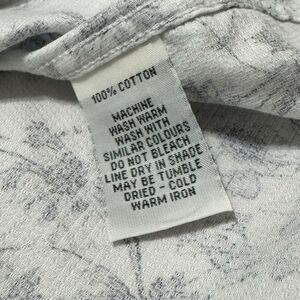 100% COTTON
MACHINE
WASH WARM
WASH WITH
SIMILAR COLOURS
DO NOT BLEACH
LINE DRY IN SHADE
MAY BE TUMBLE
DRIED - COLD
WARM IRON